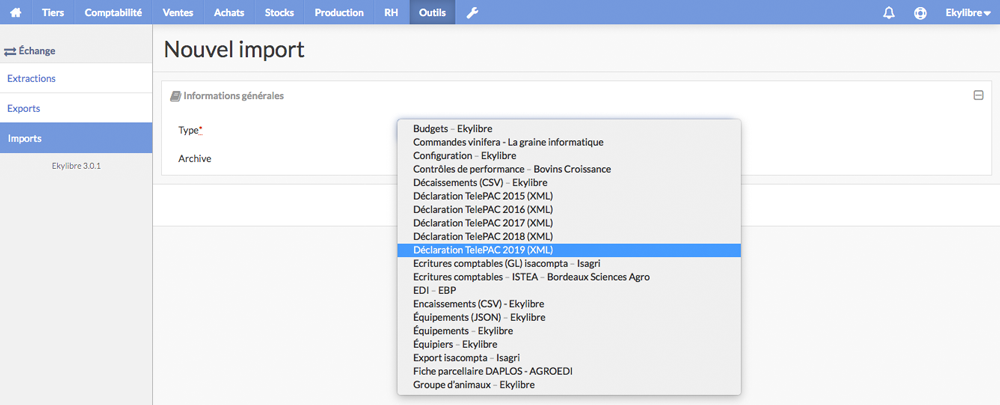 Tiers Comptabilité Ventes Achats Stocks Production RH Outils Ekylibre
Échange
Extractions
Exports
Imports
Ekylibre 3.0.1
Nouvel import
Informations générales
Type*
Archive
Budgets – Ekylibre
Commandes vinifera - La graine informatique
Configuration – Ekylibre
Contrôles de performance – Bovins Croissance
Décaissements (CSV) – Ekylibre
Déclaration TelePAC 2015 (XML)
Déclaration TelePAC 2016 (XML)
Déclaration TelePAC 2017 (XML)
Déclaration TelePAC 2018 (XML)
Déclaration TelePAC 2019 (XML)
Ecritures comptables (GL) isacompta – Isagri
Ecritures comptables – ISTEA – Bordeaux Sciences Agro
EDI – EBP
Encaissements (CSV) - Ekylibre
Équipements (JSON) – Ekylibre
Équipements – Ekylibre
Équipiers – Ekylibre
Export isacompta – Isagri
Fiche parcellaire DAPLOS - AGROEDI
Groupe d'animaux – Ekylibre